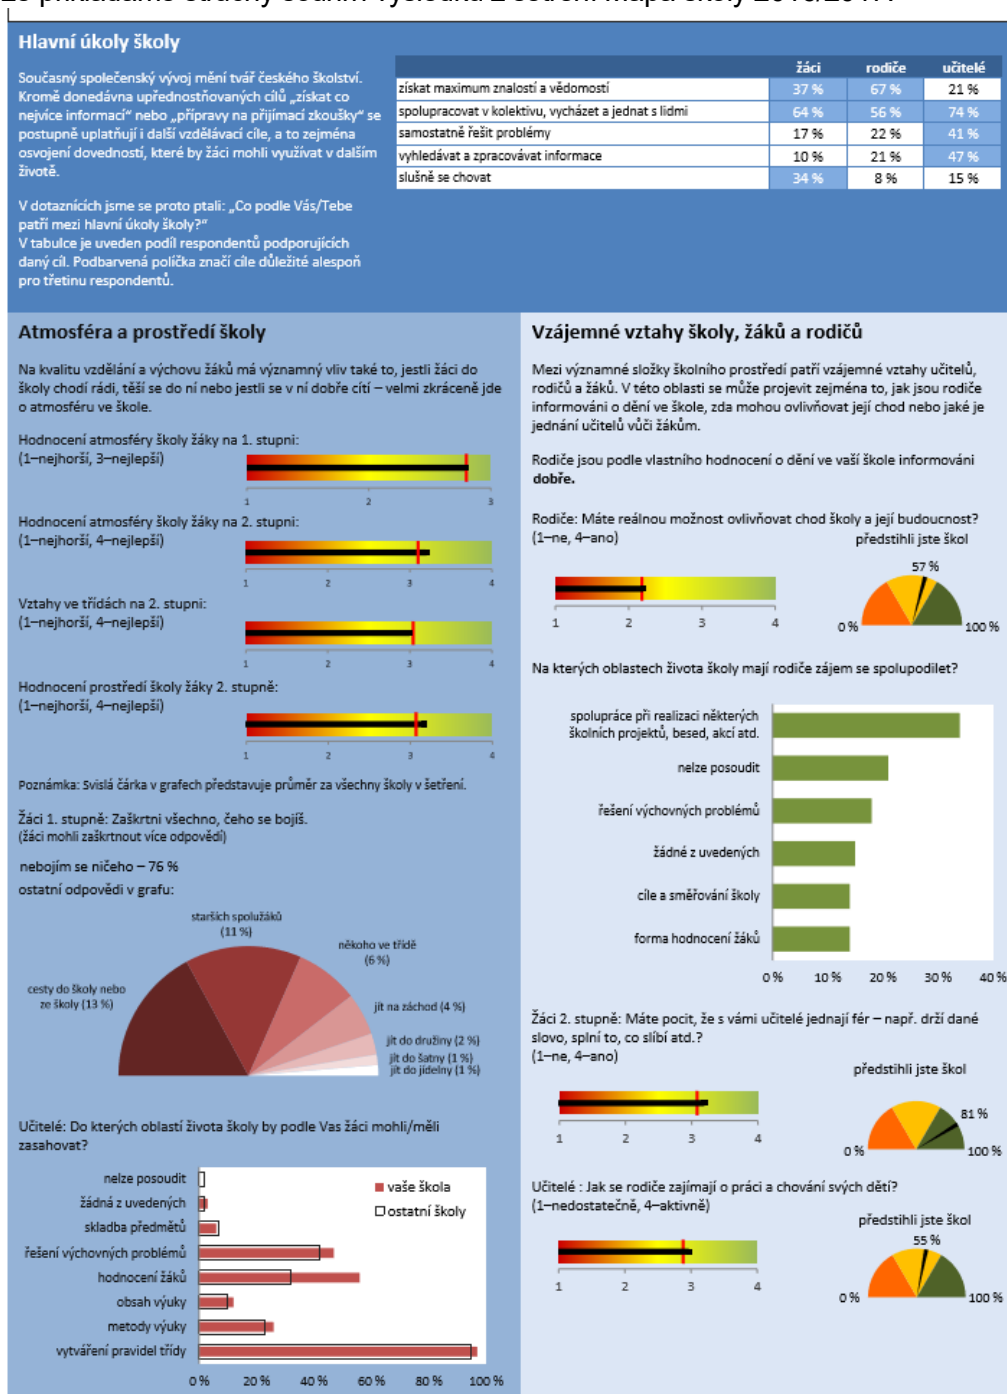 Hlavní úkoly školy
Současný společenský vývoj mění tvář českého školství.
Kromě donedávna upřednostňovaných cílů „získat co
nejvíce informací“ nebo „přípravy na přijímací zkoušky“ se
postupně uplatňují i další vzdělávací cíle, a to zejména
osvojení dovedností, které by žáci mohli využívat v dalším
životě.
V dotaznících jsme se proto ptali: „Co podle Vás/Tebe
patří mezi hlavní úkoly školy?“
V tabulce je uveden podíl respondentů podporujících
daný cíl. Podbarvená políčka značí cíle důležité alespoň
pro třetinu respondentů.
žáci rodiče učitelé
získat maximum znalostí a vědomostí 37 % 67 % 21 %
spolupracovat v kolektivu, vycházet a jednat s lidmi 64 % 56 % 74 %
samostatně řešit problémy 17 % 22 % 41 %
vyhledávat a zpracovávat informace 10 % 21 % 47 %
slušně se chovat 34 % 8 % 15 %
Atmosféra a prostředí školy
Na kvalitu vzdělání a výchovu žáků má významný vliv také to, jestli žáci do
školy chodí rádi, těší se do ní nebo jestli se v ní dobře cítí – velmi zkráceně jde
o atmosféru ve škole.
Hodnocení atmosféry školy žáky na 1. stupni:
(1–nejhorší, 3–nejlepší)
1 2 3
Hodnocení atmosféry školy žáky na 2. stupni:
(1–nejhorší, 4–nejlepší)
1 2 3 4
Vztahy ve třídách na 2. stupni:
(1–nejhorší, 4–nejlepší)
1 2 3 4
Hodnocení prostředí školy žáky 2. stupně:
(1–nejhorší, 4–nejlepší)
1 2 3 4
Poznámka: Svislá čárka v grafech představuje průměr za všechny školy v šetření.
Žáci 1. stupně: Zaškrtni všechno, čeho se bojíš.
(žáci mohli zaškrtnout více odpovědí)
nebojím se ničeho – 76 %
ostatní odpovědi v grafu:
starších spolužáků
(11 %)
někoho ve třídě
(6 %)
cesty do školy nebo
ze školy (13 %)
jít na záchod (4 %)
jít do družiny (2 %)
jít do šatny (1 %)
jít do jídelny (1 %)
Učitelé: Do kterých oblastí života školy by podle Vas žáci mohli/měli
zasahovat?
nelze posoudit
žádná z uvedených
skladba předmětů
řešení výchovných problémů
hodnocení žáků
obsah výuky
metody výuky
vytváření pravidel třídy
vaše škola
ostatní školy
0 % 20 % 40 % 60 % 80 % 100 %
Vzájemné vztahy školy, žáků a rodičů
Mezi významné složky školního prostředí patří vzájemné vztahy učitelů,
rodičů a žáků. V této oblasti se může projevit zejména to, jak jsou rodiče
informováni o dění ve škole, zda mohou ovlivňovat její chod nebo jaké je
jednání učitelů vůči žákům.
Rodiče jsou podle vlastního hodnocení o dění ve vaší škole informováni
dobře.
Rodiče: Máte reálnou možnost ovlivňovat chod školy a její budoucnost?
(1–ne, 4–ano)
předstihli jste škol
57 %
0 % 100 %
1 2 3 4
Na kterých oblastech života školy mají rodiče zájem se spolupodílet?
spolupráce při realizaci některých
školních projektů, besed, akcí atd.
nelze posoudit
řešení výchovných problémů
žádné z uvedených
cíle a směřování školy
forma hodnocení žáků
0 % 10 % 20 % 30 % 40 %
Žáci 2. stupně: Máte pocit, že s vámi učitelé jednají fér – např. drží dané
slovo, splní to, co slíbí atd.?
(1–ne, 4–ano)
předstihli jste škol
81 %
0 % 100 %
1 2 3 4
Učitelé : Jak se rodiče zajímají o práci a chování svých dětí?
(1–nedostatečně, 4–aktivně)
předstihli jste škol
55 %
0 % 100 %
1 2 3 4